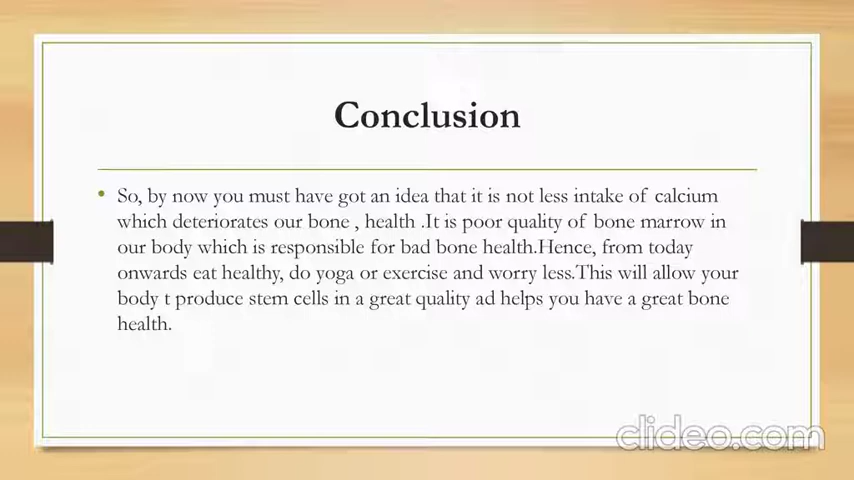 Conclusion
• So, by now you must have got an idea that it is not less intake of calcium
which deteriorates our bone , health .It is poor quality of bone marrow in
our body which is responsible for bad bone health.Hence, from today
onwards eat healthy, do yoga or exercise and worry less.This will allow your
body t produce stem cells in a great quality ad helps you have a great bone
health.
clideo.com